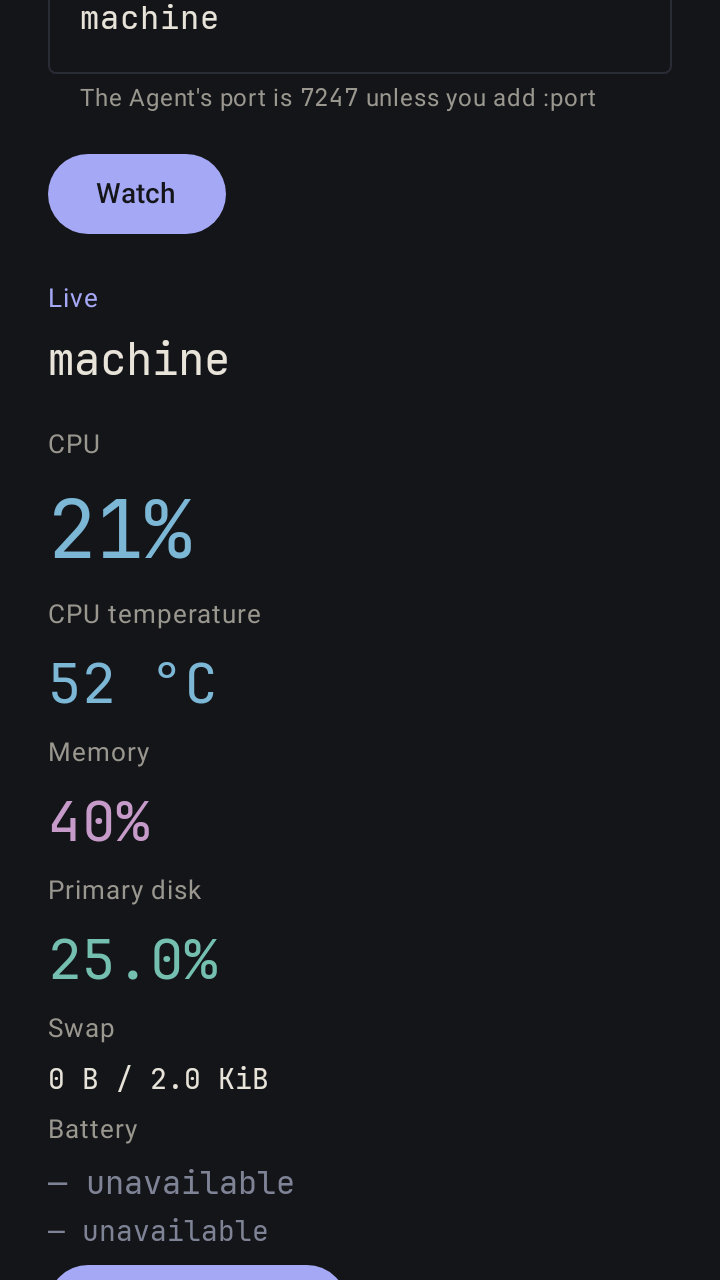 machine
The Agent's port is 7247 unless you add :port
Watch
Live
machine
CPU
21%
CPU temperature
52 °C
Memory
40%
Primary disk
25.0%
Swap
0 B / 2.0 KiB
Battery
— unavailable
— unavailable